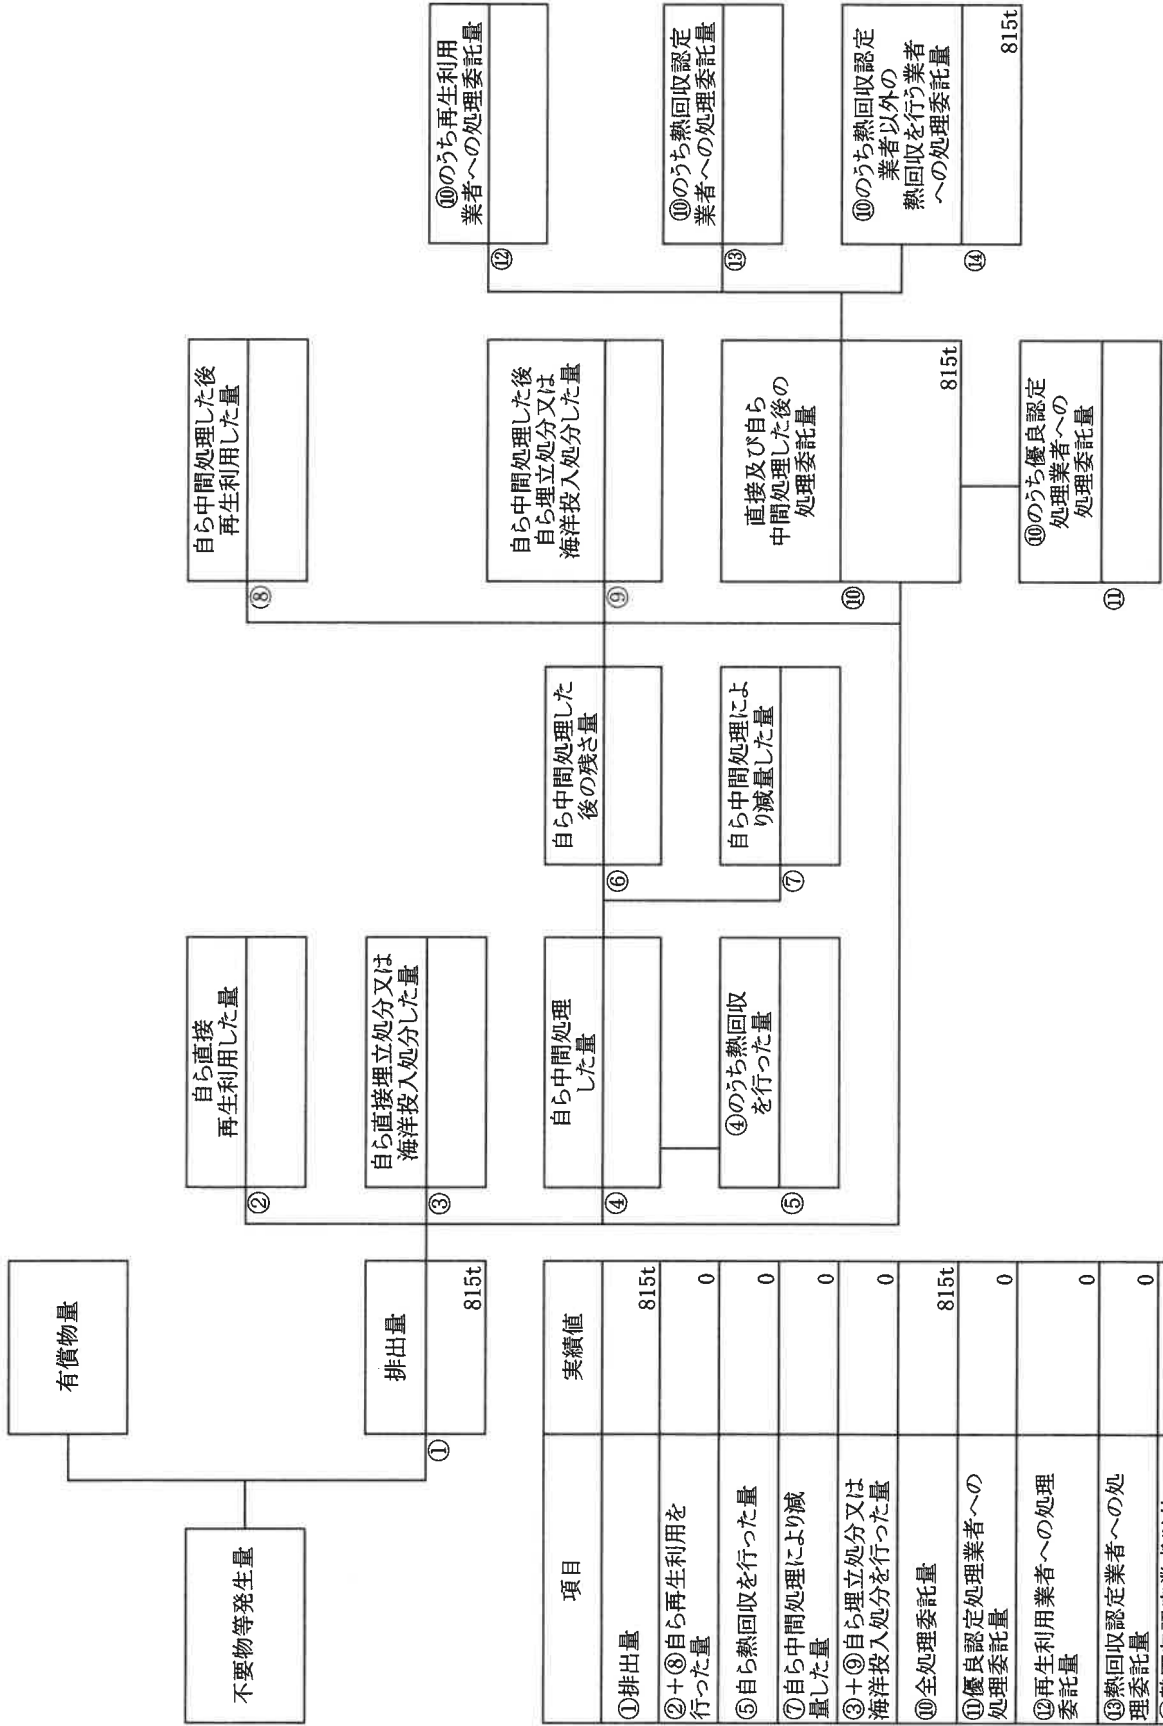 有償物量
不要物等発生量
排出量
①
815t
自ら直接
再生利用した量
②
自ら直接埋立処分又は
海洋投入処分した量
③
自ら中間処理
した量
④
④のうち熱回収
を行った量
⑤
自ら中間処理した
後の残さ量
⑥
自ら中間処理によ
り減量した量
⑦
自ら中間処理した後
再生利用した量
⑧
自ら中間処理した後
自ら埋立処分又は
海洋投入処分した量
⑨
直接及び自ら
中間処理した後の
処理委託量
⑩
815t
⑩のうち優良認定
処理業者への
処理委託量
⑪
⑩のうち再生利用
業者への処理委託量
⑫
⑩のうち熱回収認定
業者への処理委託量
⑬
⑩のうち熱回収認定
業者以外の
熱回収を行う業者
への処理委託量
⑭
815t
項目 実績値
①排出量 815t
②+⑧自ら再生利用を
行った量 0
⑤自ら熱回収を行った量 0
⑦自ら中間処理により減
量した量 0
③+⑨自ら埋立処分又は
海洋投入処分を行った量 0
⑩全処理委託量 815t
⑪優良認定処理業者への
処理委託量 0
⑫再生利用業者への処理
委託量 0
⑬熱回収認定業者への処
理委託量 0